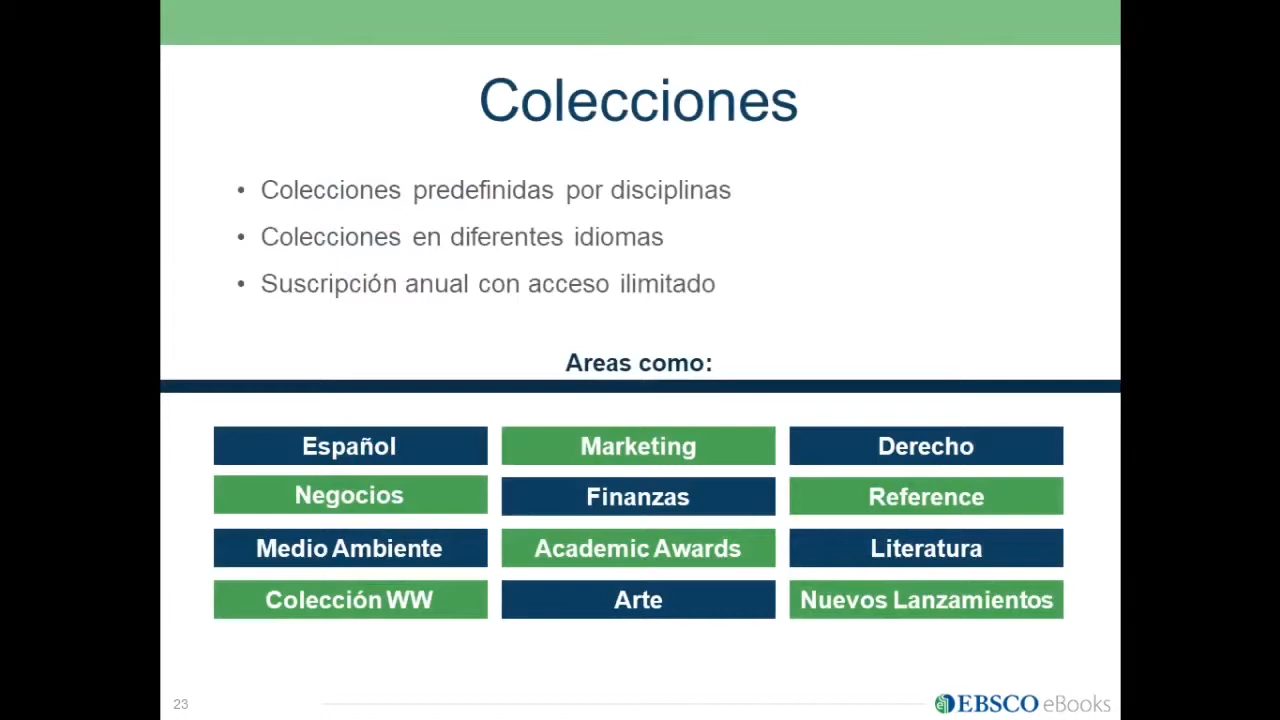 Colecciones
• Colecciones predefinidas por disciplinas
• Colecciones en diferentes idiomas
• Suscripción anual con acceso ilimitado
Areas como:
Español
Marketing
Derecho
Negocios
Finanzas
Reference
Medio Ambiente
Academic Awards
Literatura
Colección WW
Arte
Nuevos Lanzamientos
23
EBSCO eBooks